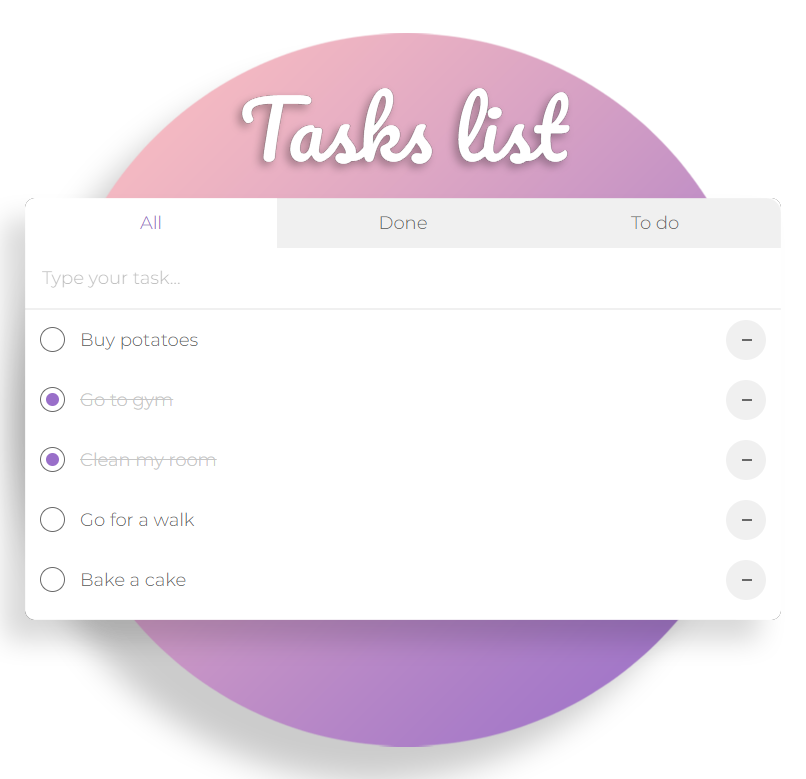 Tasks list
All Done To do
Type your task...
Buy potatoes
Go to gym
Clean my room
Go for a walk
Bake a cake